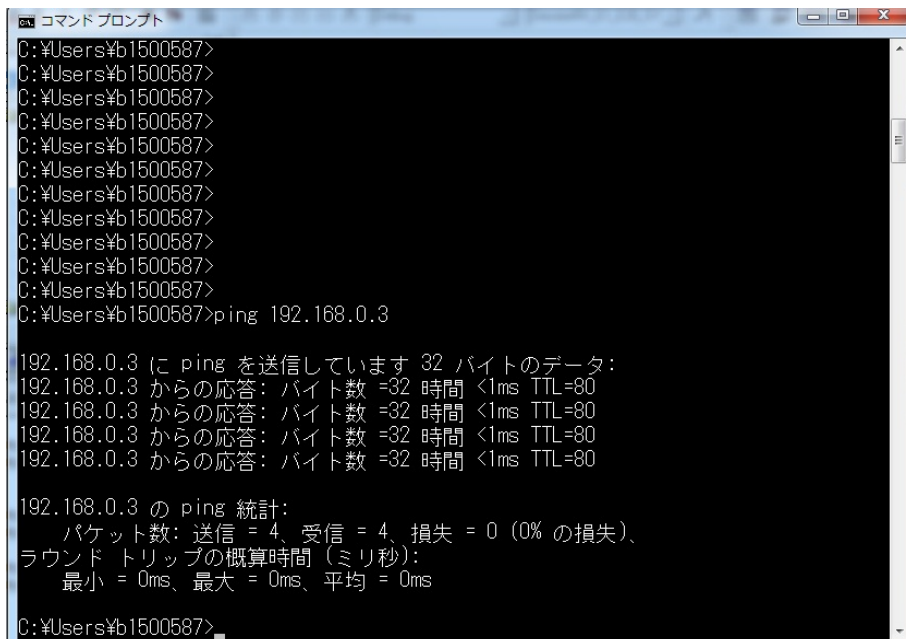 コマンド プロンプト
C:¥Users¥b1500587>
C:¥Users¥b1500587>
C:¥Users¥b1500587>
C:¥Users¥b1500587>
C:¥Users¥b1500587>
C:¥Users¥b1500587>
C:¥Users¥b1500587>
C:¥Users¥b1500587>
C:¥Users¥b1500587>
C:¥Users¥b1500587>
C:¥Users¥b1500587>
C:¥Users¥b1500587>ping 192.168.0.3
192.168.0.3 に ping を送信しています 32 バイトのデータ:
192.168.0.3 からの応答: バイト数 =32 時間 <1ms TTL=80
192.168.0.3 からの応答: バイト数 =32 時間 <1ms TTL=80
192.168.0.3 からの応答: バイト数 =32 時間 <1ms TTL=80
192.168.0.3 からの応答: バイト数 =32 時間 <1ms TTL=80
192.168.0.3 の ping 統計:
パケット数: 送信 = 4、受信 = 4、損失 = 0 (0% の損失)、
ラウンド トリップの概算時間 (ミリ秒):
最小 = 0ms、最大 = 0ms、平均 = 0ms
C:¥Users¥b1500587>